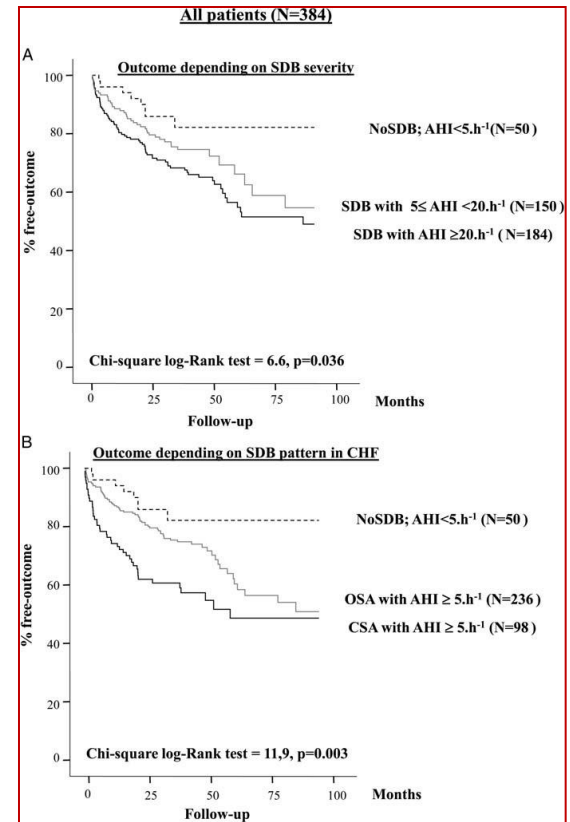 All patients (N=384)
A
Outcome depending on SDB severity
100
80
60
40
20
0
% free-outcome
NoSDB; AHI<5.h-1(N=50 )
SDB with 5≤ AHI <20.h-1 (N=150)
SDB with AHI ≥20.h-1 ( N=184)
Chi-square log-Rank test = 6.6, p=0.036
0 25 50 75 100
Months
Follow-up
B
Outcome depending on SDB pattern in CHF
100
80
60
40
20
0
% free-outcome
NoSDB; AHI<5.h-1 (N=50 )
OSA with AHI ≥ 5.h-1 (N=236 )
CSA with AHI ≥ 5.h-1 (N=98 )
Chi-square log-Rank test = 11,9, p=0.003
0 25 50 75 100
Months
Follow-up